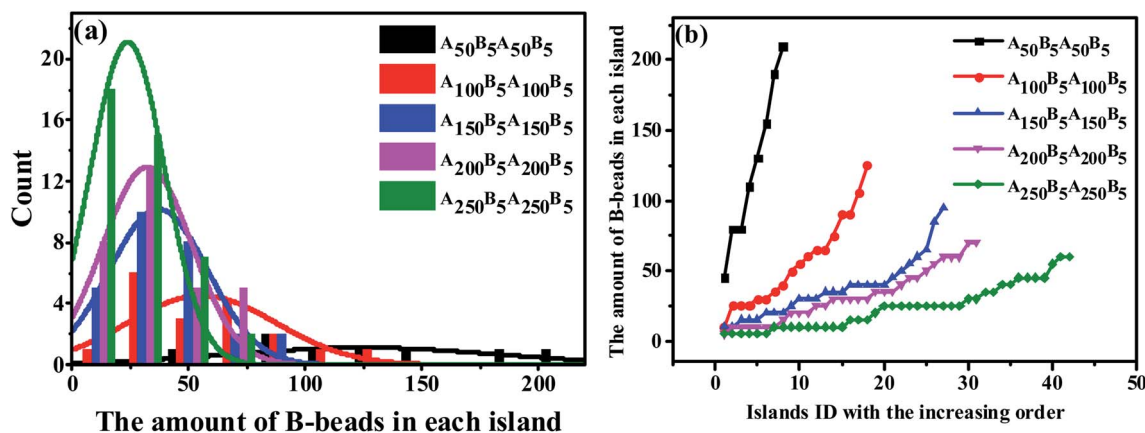 (a)
A50B5A50B5
A100B5A100B5
A150B5A150B5
A200B5A200B5
A250B5A250B5
Count
20
16
12
8
4
0
0 50 100 150 200
The amount of B-beads in each island
(b)
A50B5A50B5
A100B5A100B5
A150B5A150B5
A200B5A200B5
A250B5A250B5
The amount of B-beads in each island
200
150
100
50
0
0 10 20 30 40 50
Islands ID with the increasing order